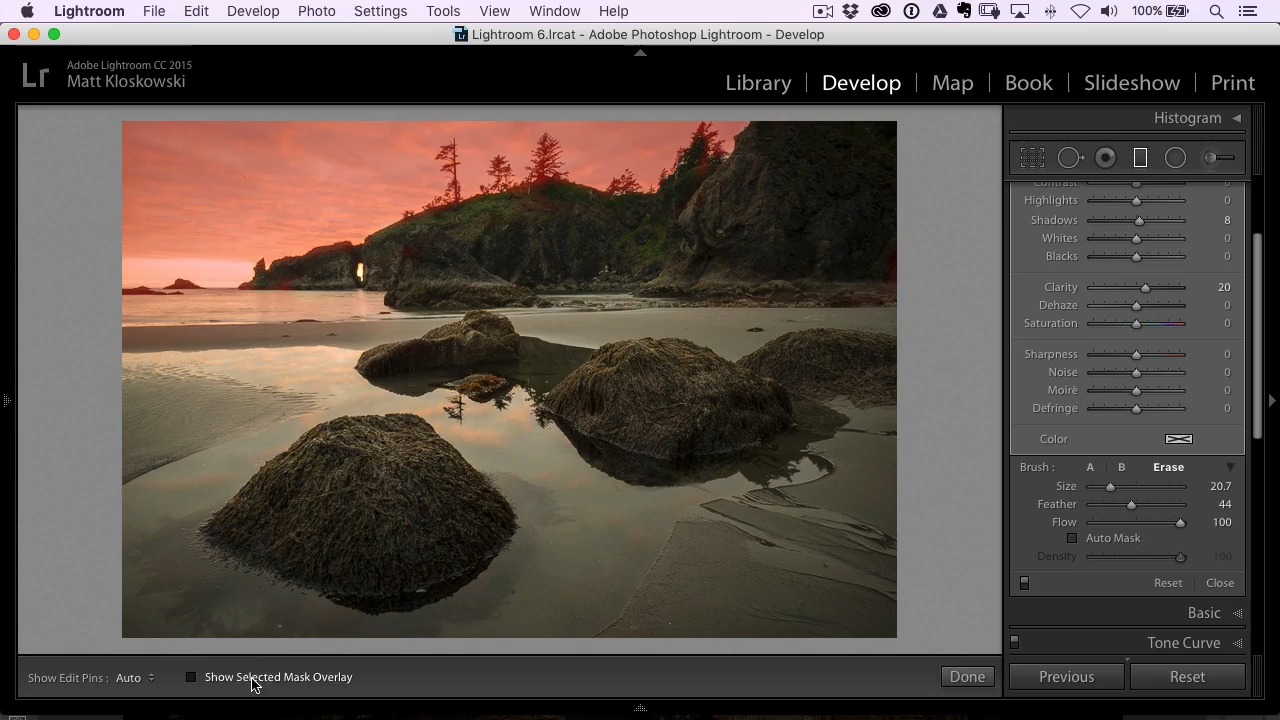 Lightroom File Edit Develop Photo Settings Tools View Window Help 100%
Lightroom 6.lrcat - Adobe Photoshop Lightroom - Develop
Lr Adobe Lightroom CC 2015
Matt Kloskowski
Library Develop Map Book Slideshow Print
Histogram
Contrast 0
Highlights 0
Shadows 8
Whites 0
Blacks 0
Clarity 20
Dehaze 0
Saturation 0
Sharpness 0
Noise 0
Moiré 0
Defringe 0
Color
Brush : A B Erase
Size 20.7
Feather 44
Flow 100
Auto Mask
Density 100
Reset Close
Basic
Tone Curve
Show Edit Pins : Auto Show Selected Mask Overlay Done Previous Reset